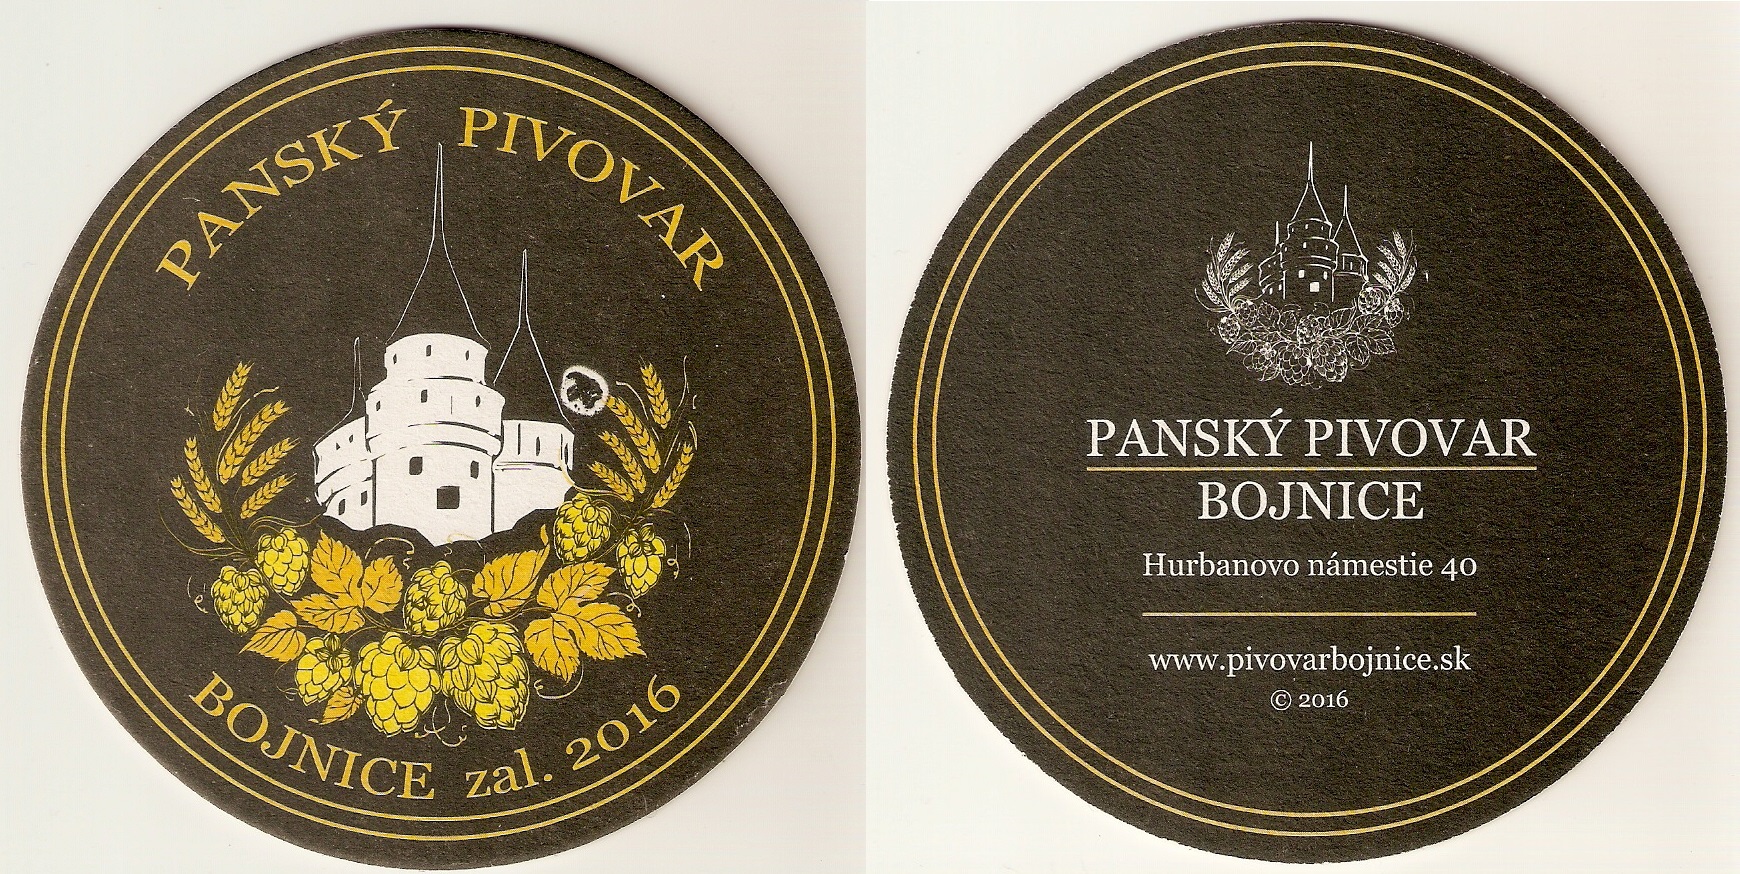 PANSKÝ PIVOVAR
BOJNICE zal. 2016
PANSKÝ PIVOVAR
BOJNICE
Hurbanovo námestie 40
www.pivovarbojnice.sk
© 2016